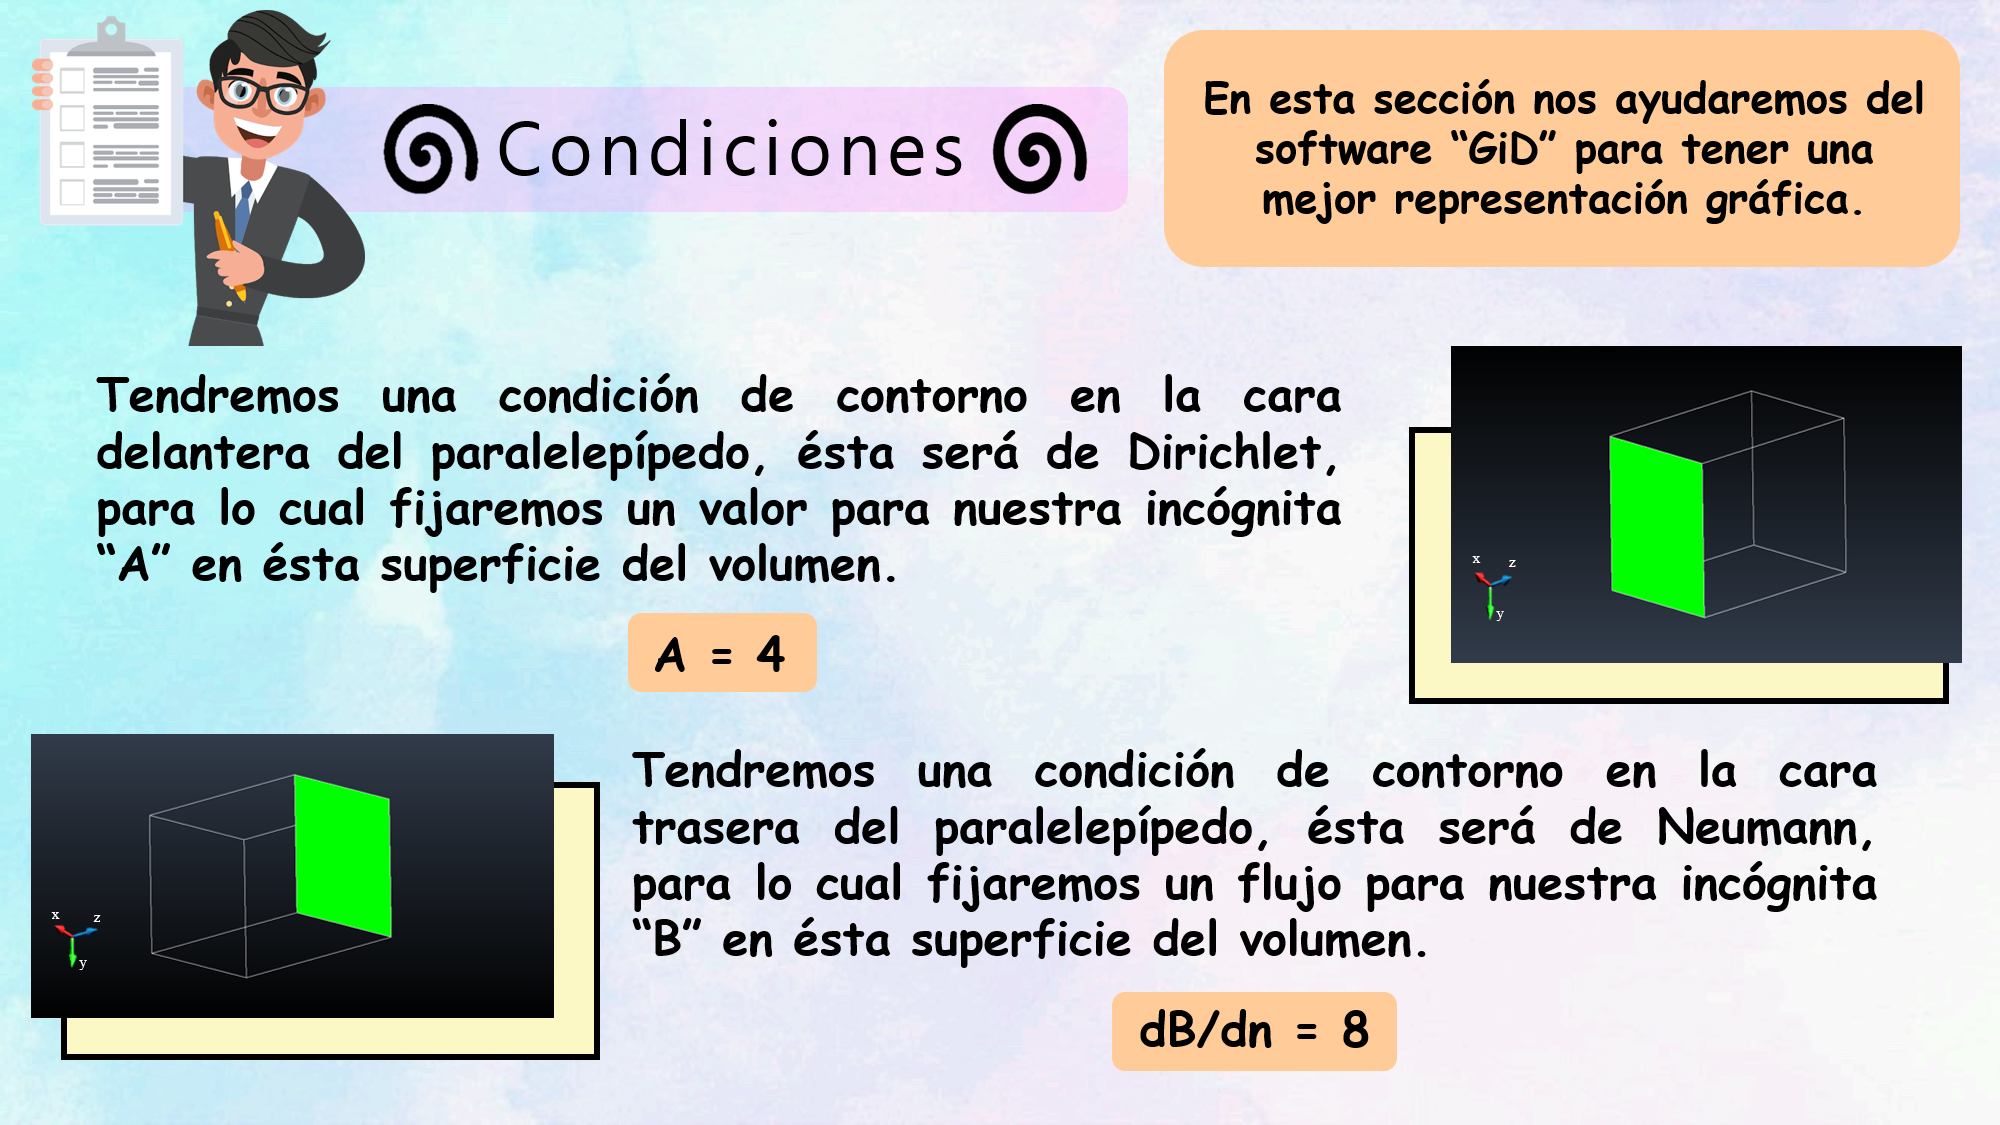 Condiciones
En esta sección nos ayudaremos del
software “GiD” para tener una
mejor representación gráfica.
Tendremos una condición de contorno en la cara
delantera del paralelepípedo, ésta será de Dirichlet,
para lo cual fijaremos un valor para nuestra incógnita
“A” en ésta superficie del volumen.
A = 4
x
z
y
Tendremos una condición de contorno en la cara
trasera del paralelepípedo, ésta será de Neumann,
para lo cual fijaremos un flujo para nuestra incógnita
“B” en ésta superficie del volumen.
dB/dn = 8
x
z
y